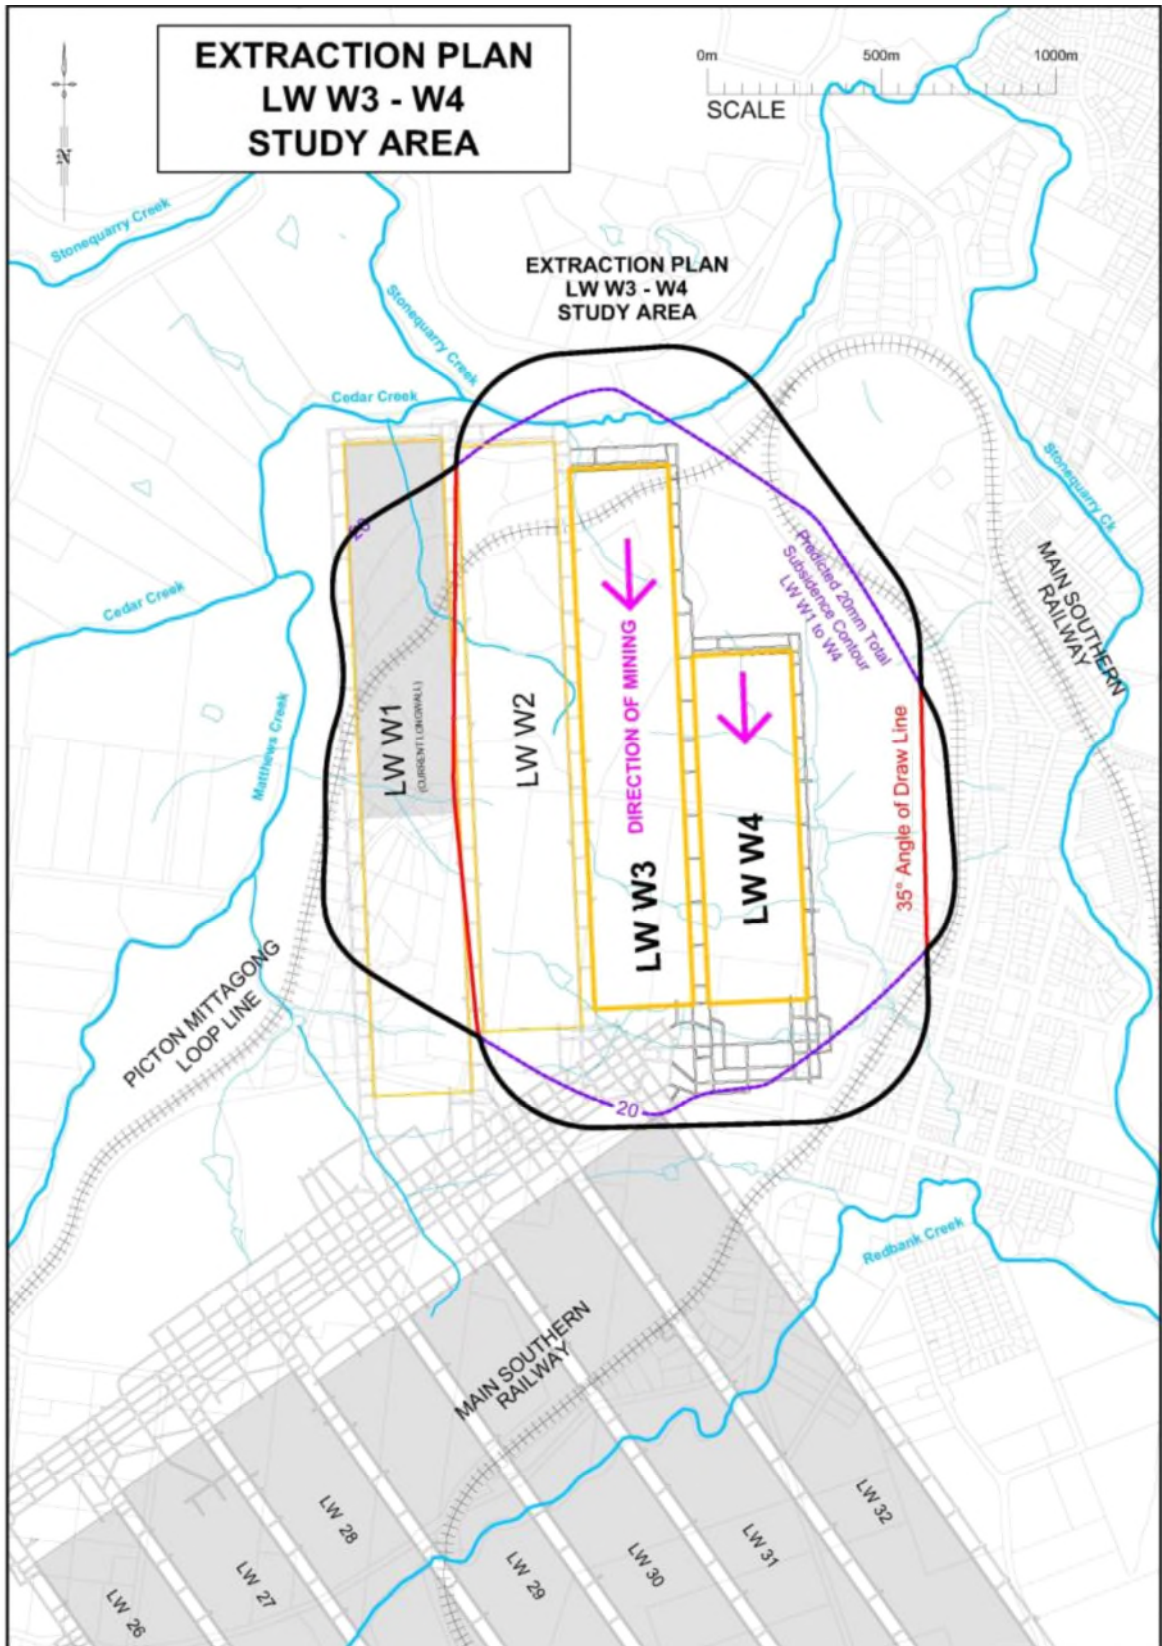 EXTRACTION PLAN
LW W3 - W4
STUDY AREA
0m 500m 1000m
SCALE
N
Stonequarry Creek
EXTRACTION PLAN
LW W3 - W4
STUDY AREA
Stonequarry Creek
Cedar Creek
Stonequarry Ck
20
MAIN SOUTHERN
RAILWAY
Predicted 20mm Total
Subsidence Contour
LW W1 to W4
Cedar Creek
DIRECTION OF MINING
Matthews Creek
LW W1
(CURRENT LONGWALL)
LW W2
LW W3
LW W4
35° Angle of Draw Line
PICTON MITTAGONG
LOOP LINE
20
Redbank Creek
MAIN SOUTHERN
RAILWAY
LW 32
LW 31
LW 30
LW 29
LW 28
LW 27
LW 26